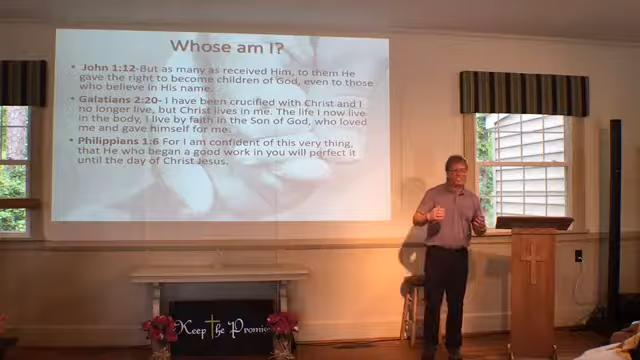 Whose am I?
• John 1:12-But as many as received Him, to them He
gave the right to become children of God, even to those
who believe in His name.
• Galatians 2:20- I have been crucified with Christ and I
no longer live, but Christ lives in me. The life I now live
in the body, I live by faith in the Son of God, who loved
me and gave himself for me.
• Philippians 1:6 For I am confident of this very thing,
that He who began a good work in you will perfect it
until the day of Christ Jesus.
Keep the Promise